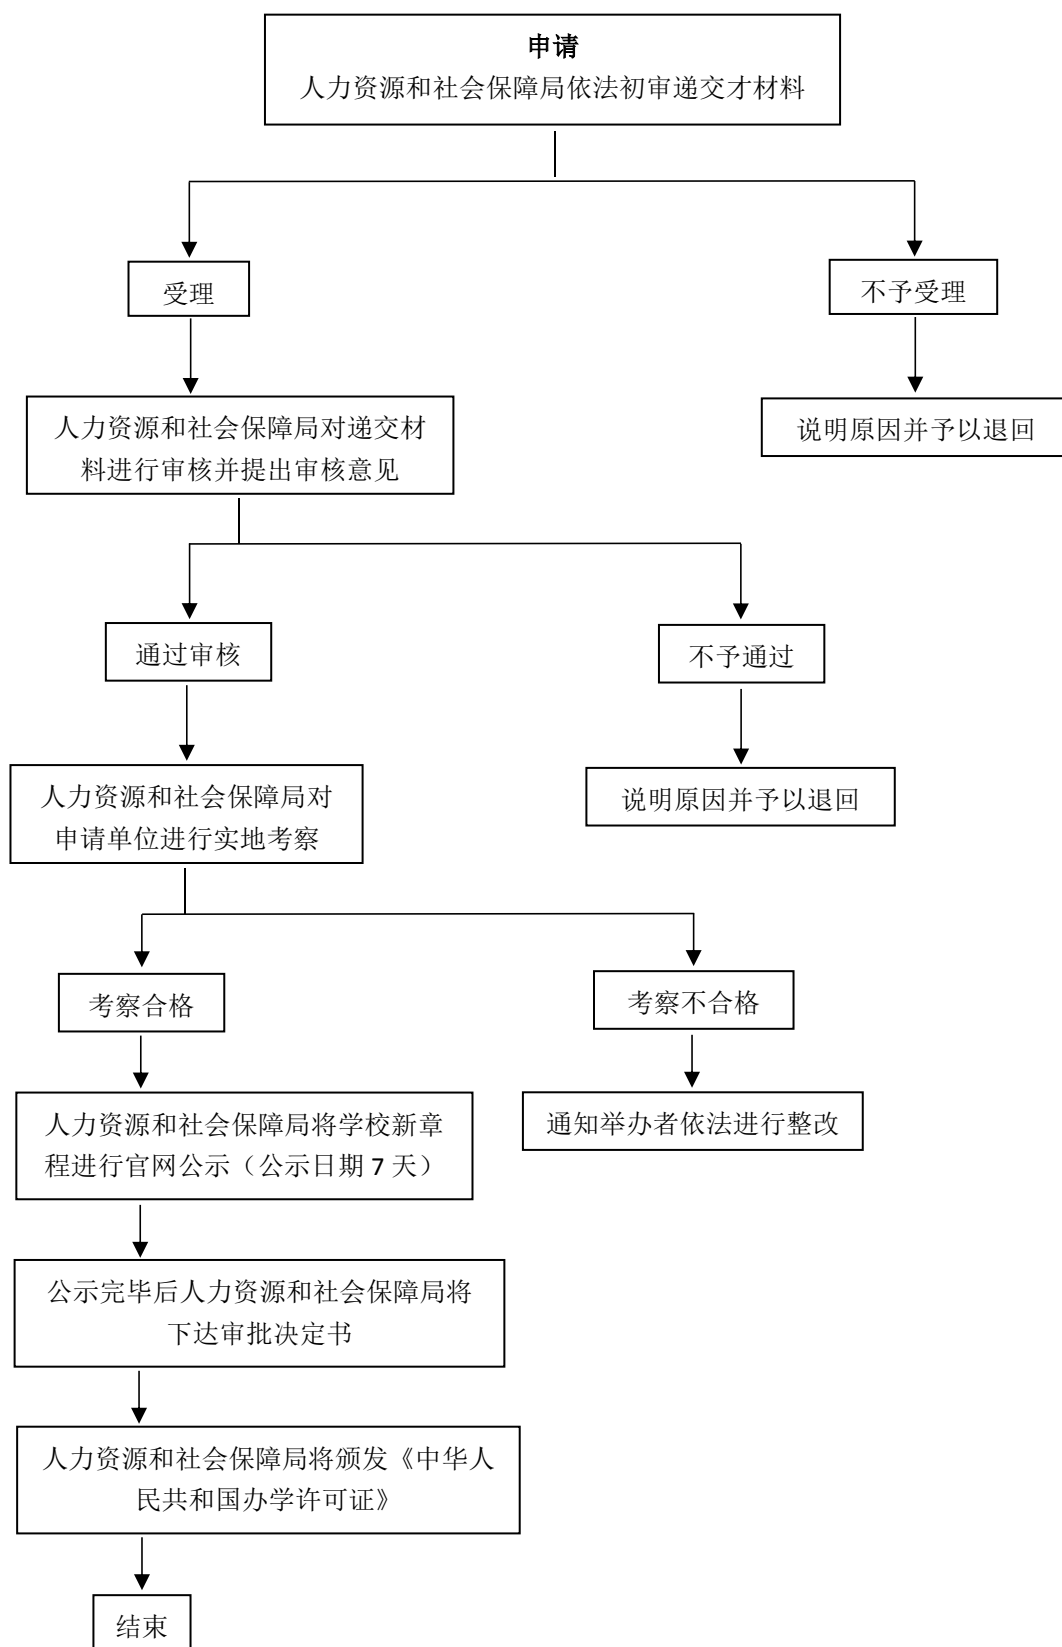 申请
人力资源和社会保障局依法初审递交才材料
受理
不予受理
人力资源和社会保障局对递交材
料进行审核并提出审核意见
说明原因并予以退回
通过审核
不予通过
人力资源和社会保障局对
申请单位进行实地考察
说明原因并予以退回
考察合格
考察不合格
人力资源和社会保障局将学校新章
程进行官网公示（公示日期 7 天）
通知举办者依法进行整改
公示完毕后人力资源和社会保障局将
下达审批决定书
人力资源和社会保障局将颁发《中华人
民共和国办学许可证》
结束